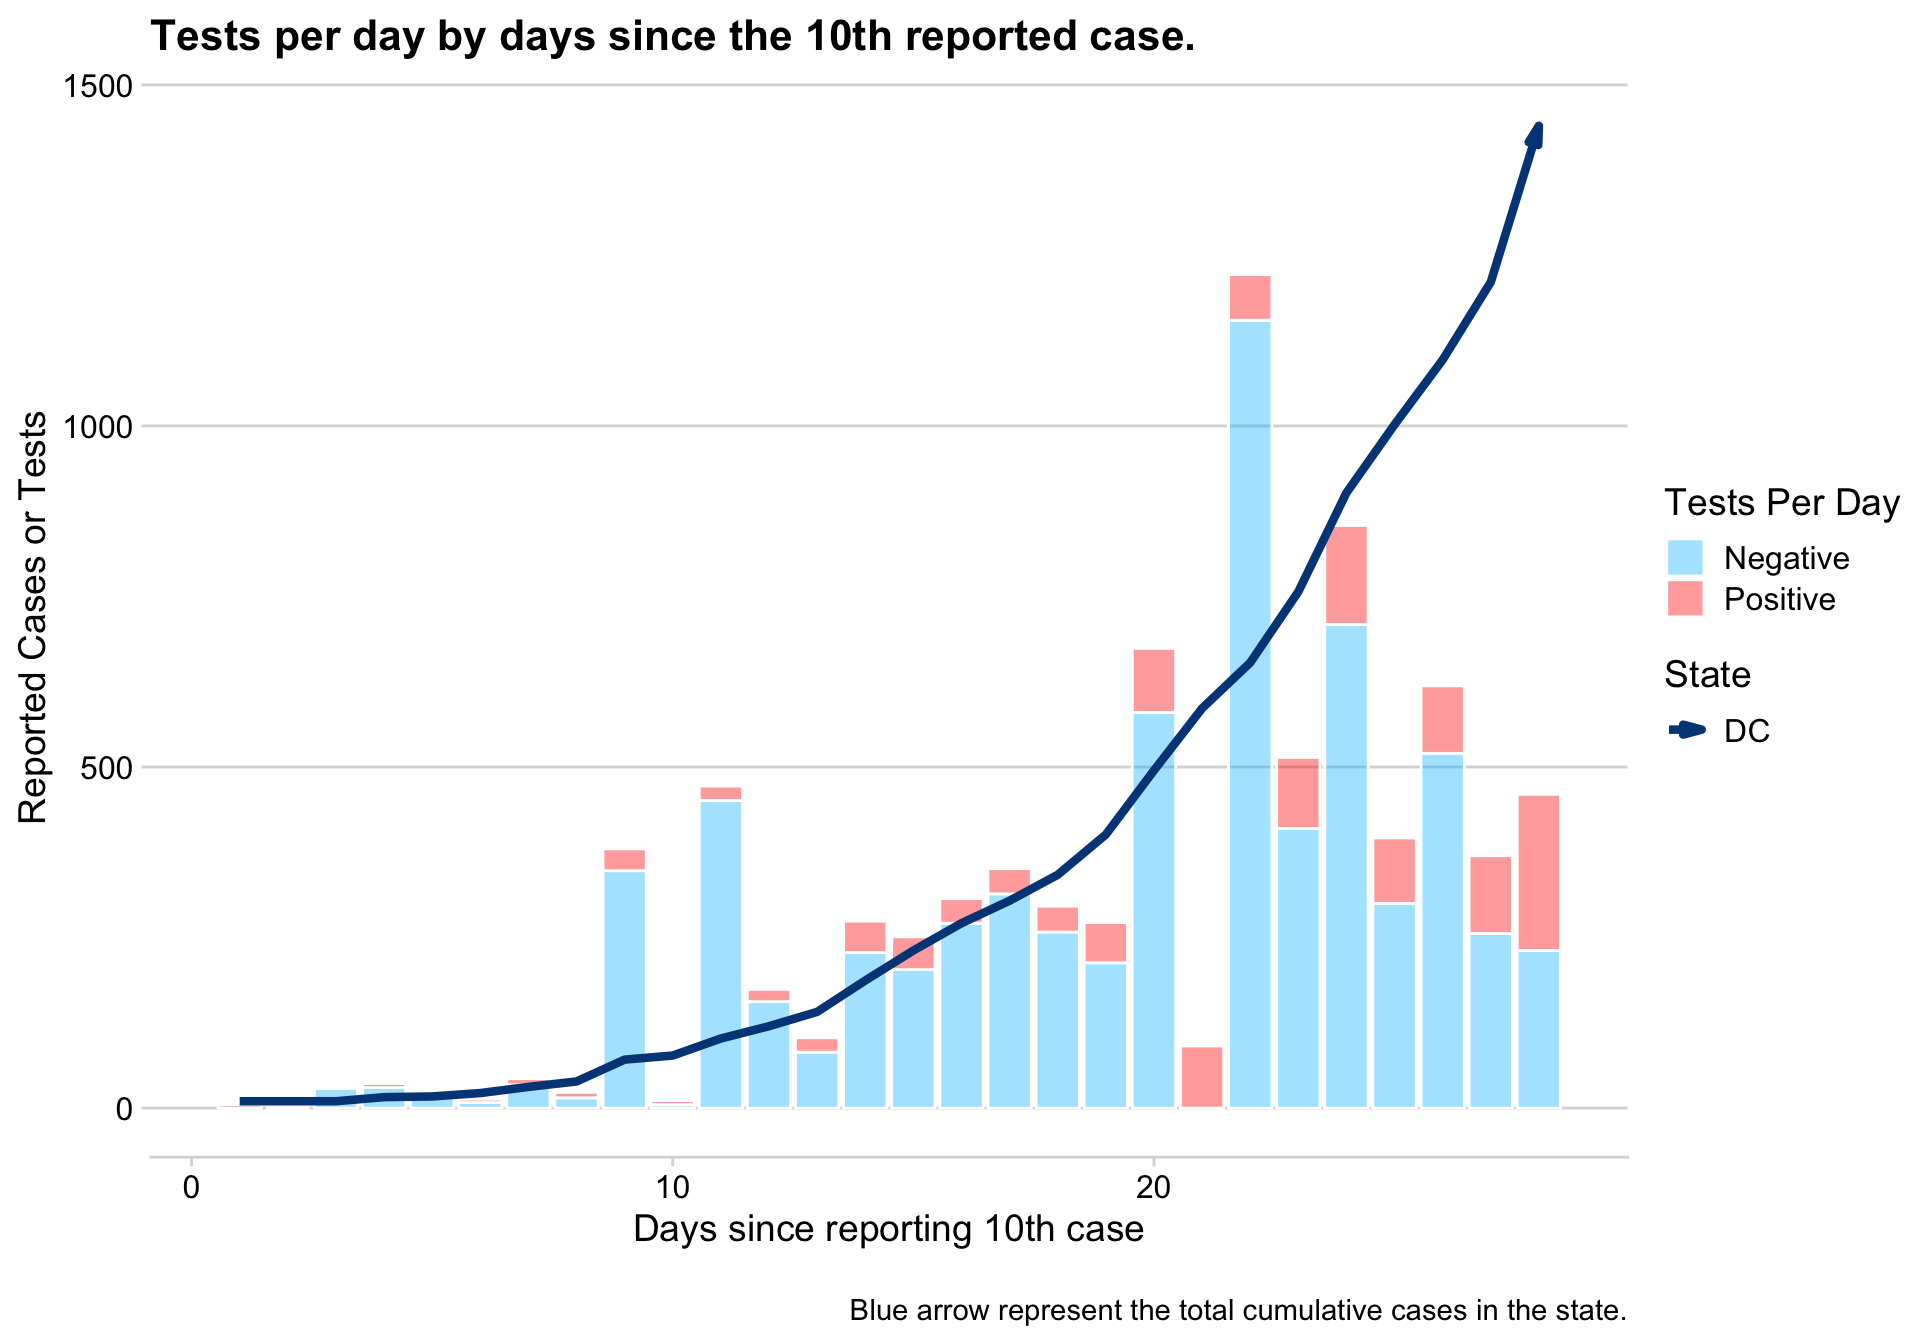 Tests per day by days since the 10th reported case.
1500
1000
500
0
Reported Cases or Tests
0 10 20
Days since reporting 10th case
Tests Per Day
Negative
Positive
State
DC
Blue arrow represent the total cumulative cases in the state.